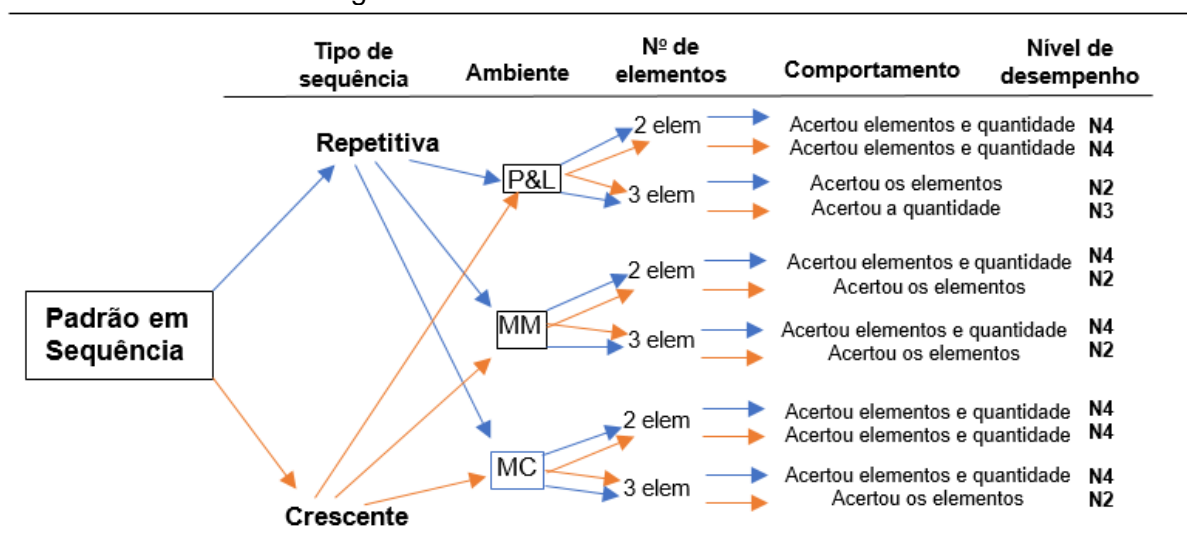 Tipo de
sequência
Ambiente
Nº de
elementos
Comportamento
Nível de
desempenho
Padrão em
Sequência
Repetitiva
Crescente
P&L
2 elem
Acertou elementos e quantidade N4
Acertou elementos e quantidade N4
3 elem
Acertou os elementos N2
Acertou a quantidade N3
MM
2 elem
Acertou elementos e quantidade N4
Acertou os elementos N2
3 elem
Acertou elementos e quantidade N4
Acertou os elementos N2
MC
2 elem
Acertou elementos e quantidade N4
Acertou elementos e quantidade N4
3 elem
Acertou elementos e quantidade N4
Acertou os elementos N2